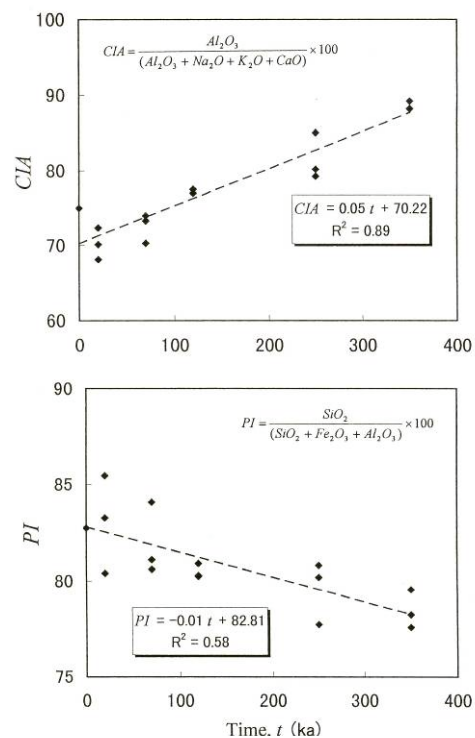 100
90
80
70
60
CIA
CIA = Al₂O₃ / (Al₂O₃ + Na₂O + K₂O + CaO) ×100
CIA = 0.05 t + 70.22
R² = 0.89
0 100 200 300 400
90
85
80
75
PI
PI = SiO₂ / (SiO₂ + Fe₂O₃ + Al₂O₃) ×100
PI = −0.01 t + 82.81
R² = 0.58
0 100 200 300 400
Time, t (ka)